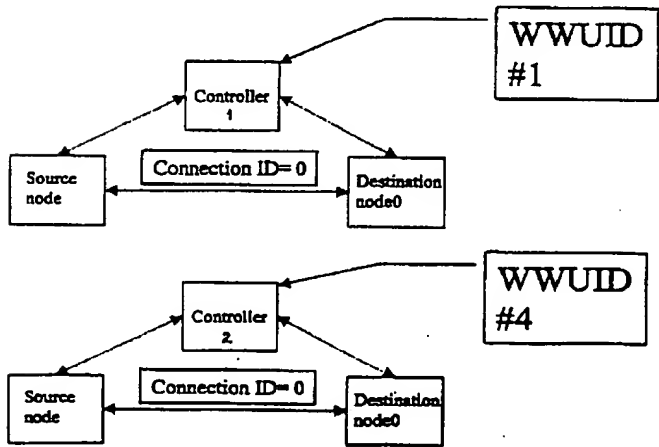 WWUID
#1
Controller
1
Connection ID= 0
Source
node
Destination
node0
WWUID
#4
Controller
2
Connection ID= 0
Source
node
Destination
node0